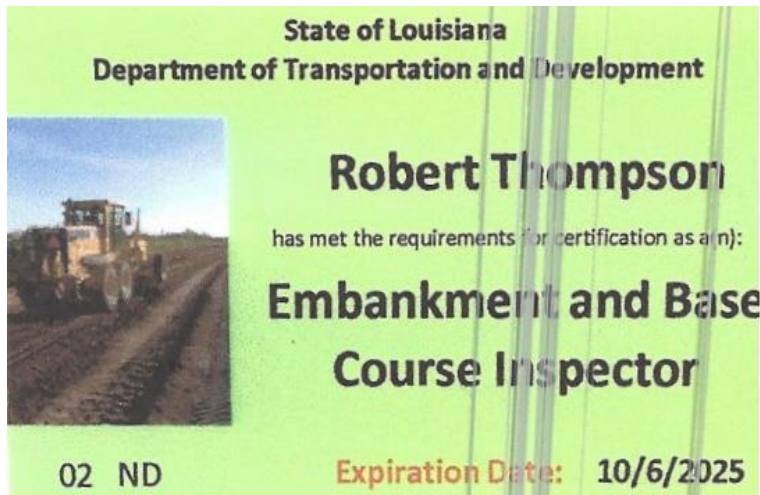 State of Louisiana
Department of Transportation and Development
Robert Thompson
has met the requirements for certification as a(n):
Embankment and Base
Course Inspector
02 ND
Expiration Date: 10/6/2025